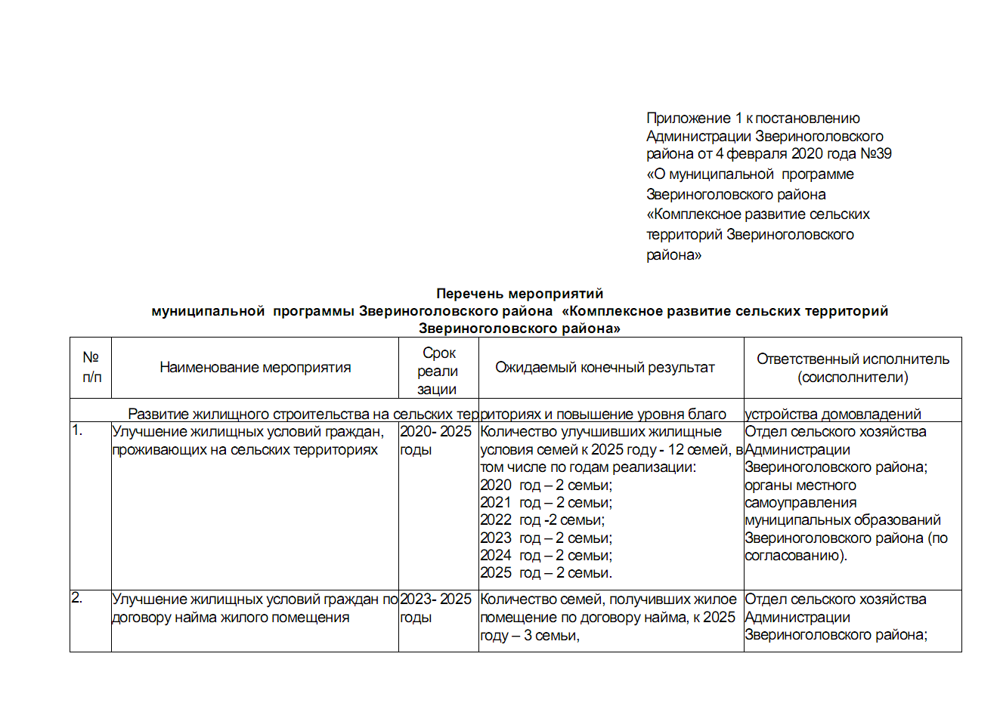 Приложение 1 к постановлению
Администрации Звериноголовского
района от 4 февраля 2020 года №39
«О муниципальной  программе
Звериноголовского района
«Комплексное развитие сельских
территорий Звериноголовского
района»
Перечень мероприятий
муниципальной  программы Звериноголовского района  «Комплексное развитие сельских территорий
Звериноголовского района»
№
п/п
Наименование мероприятия
Срок
реали
зации
Ожидаемый конечный результат
Ответственный исполнитель
(соисполнители)
Развитие жилищного строительства на сельских территориях и повышение уровня благо устройства домовладений
1.
Улучшение жилищных условий граждан,
проживающих на сельских территориях
2020- 2025
годы
Количество улучшивших жилищные
условия семей к 2025 году - 12 семей, в
том числе по годам реализации:
2020  год – 2 семьи;
2021  год – 2 семьи;
2022  год -2 семьи;
2023  год – 2 семьи;
2024  год – 2 семьи;
2025  год – 2 семьи.
Отдел сельского хозяйства
Администрации
Звериноголовского района;
органы местного
самоуправления
муниципальных образований
Звериноголовского района (по
согласованию).
2.
Улучшение жилищных условий граждан по
договору найма жилого помещения
2023- 2025
годы
Количество семей, получивших жилое
помещение по договору найма, к 2025
году – 3 семьи,
Отдел сельского хозяйства
Администрации
Звериноголовского района;